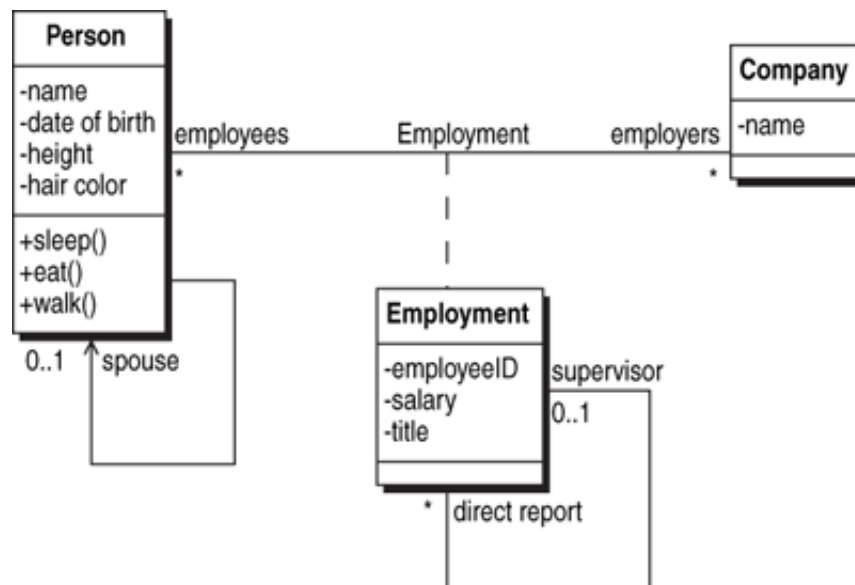 Person
-name
-date of birth
-height
-hair color
+sleep()
+eat()
+walk()
employees
*
Employment
employers
*
Company
-name
0..1
spouse
Employment
-employeeID
-salary
-title
supervisor
0..1
*
direct report